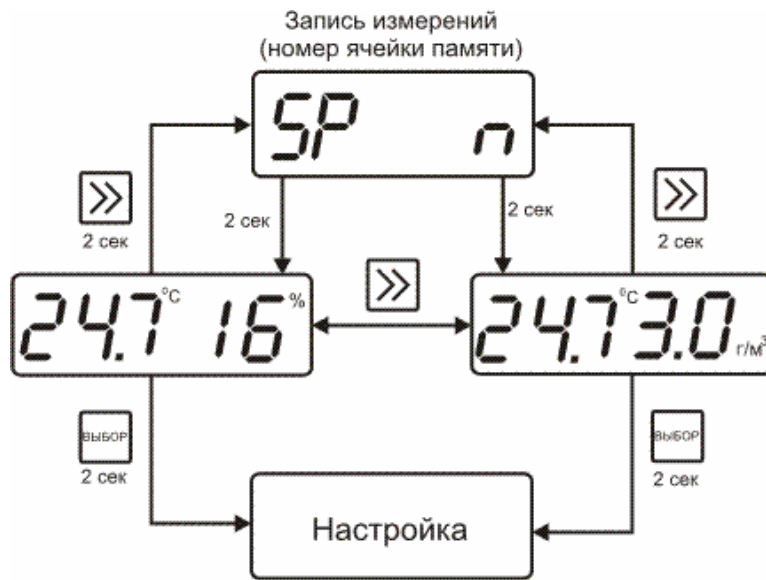 Запись измерений
(номер ячейки памяти)
SP n
»
2 сек
2 сек
2 сек
»
2 сек
24.7 °C 16 %
»
24.7 °C 3.0 г/м³
ВЫБОР
2 сек
ВЫБОР
2 сек
Настройка